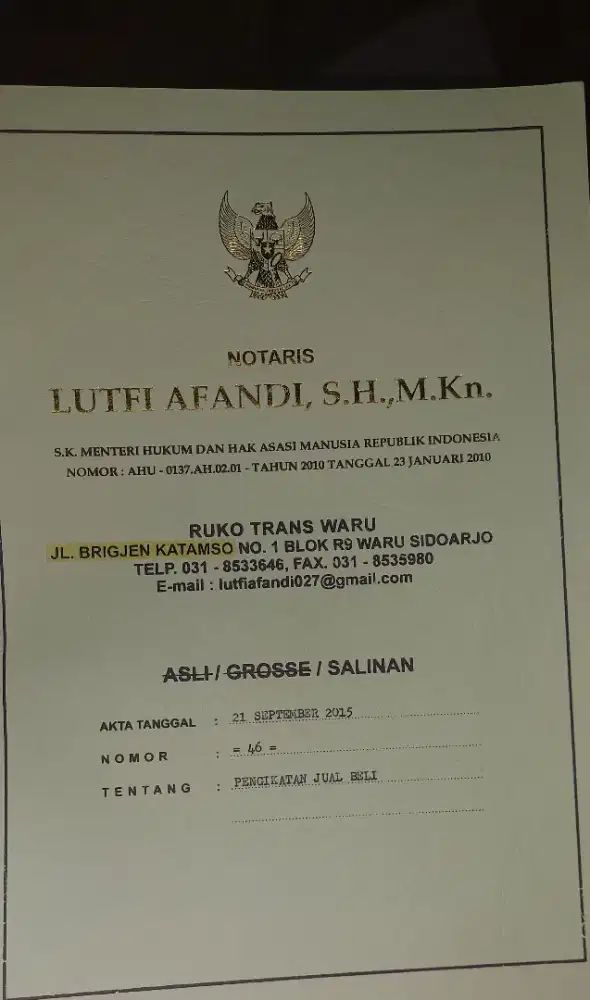 NOTARIS
LUTFI AFANDI, S.H.,M.Kn.
S.K. MENTERI HUKUM DAN HAK ASASI MANUSIA REPUBLIK INDONESIA
NOMOR : AHU - 0137.AH.02.01 - TAHUN 2010 TANGGAL 23 JANUARI 2010
RUKO TRANS WARU
JL. BRIGJEN KATAMSO NO. 1 BLOK R9 WARU SIDOARJO
TELP. 031 - 8533646, FAX. 031 - 8535980
E-mail : lutfiafandi027@gmail.com
ASLI / GROSSE / SALINAN
AKTA TANGGAL : 21 SEPTEMBER 2015
NOMOR : = 46 =
TENTANG : PENGIKATAN JUAL BELI